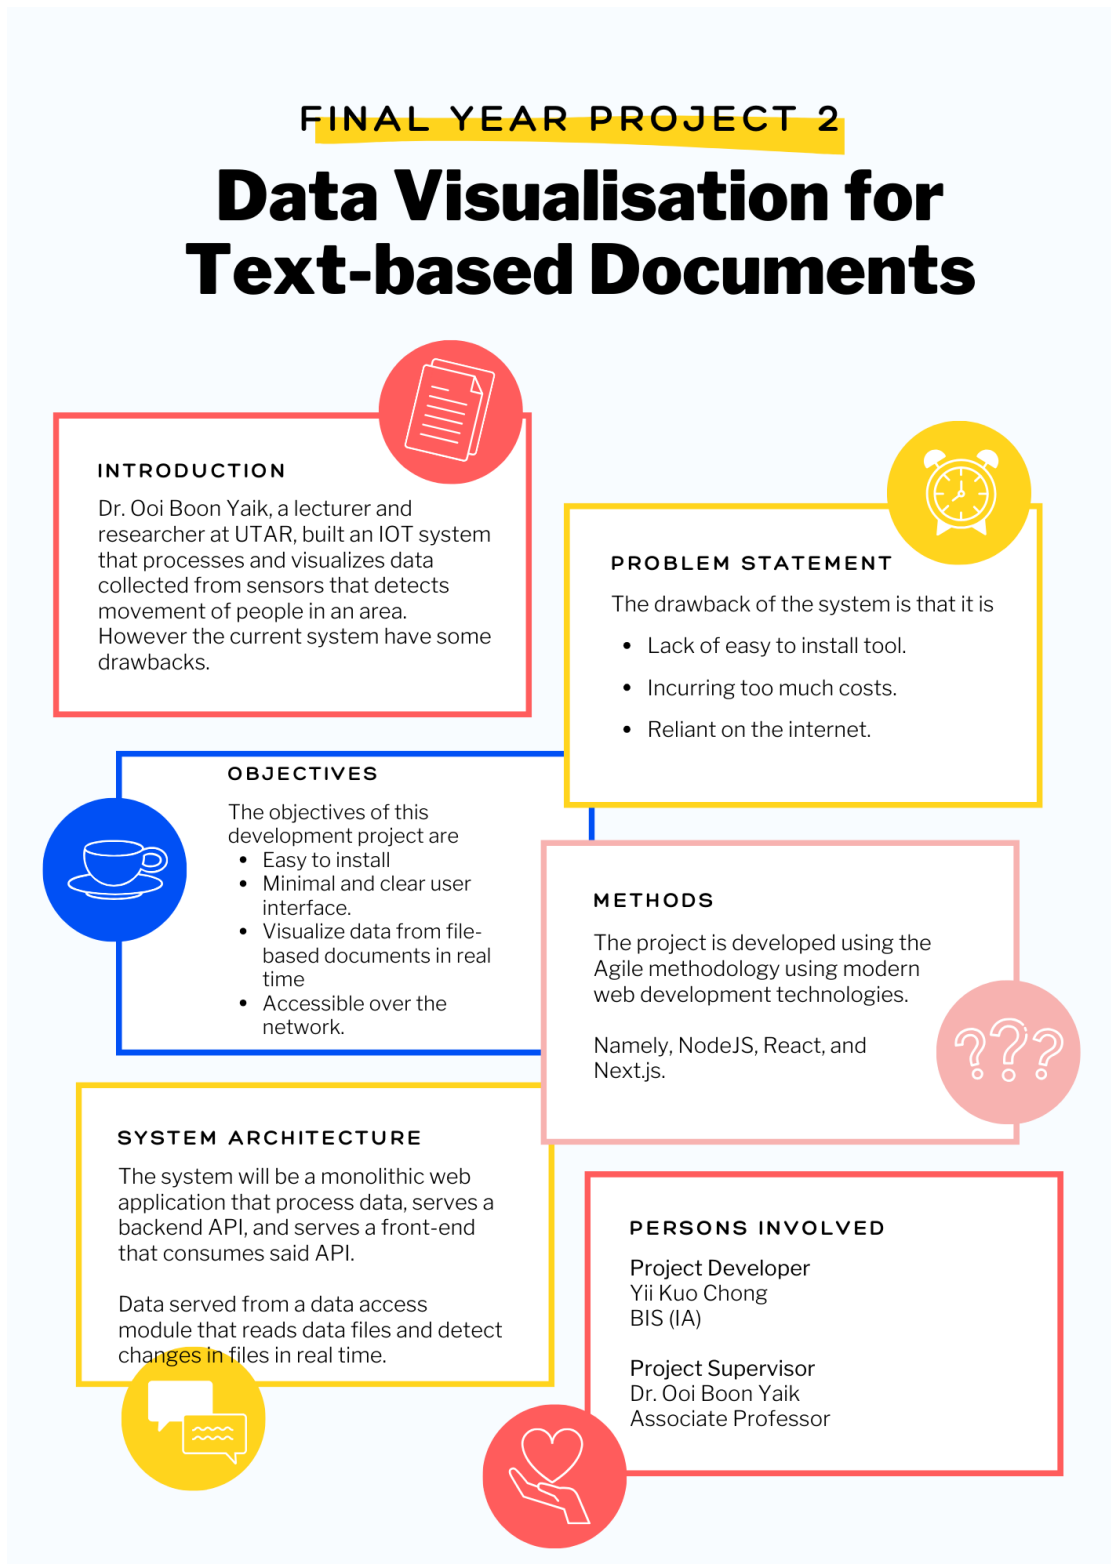 FINAL YEAR PROJECT 2
Data Visualisation for
Text-based Documents
INTRODUCTION
Dr. Ooi Boon Yaik, a lecturer and
researcher at UTAR, built an IOT system
that processes and visualizes data
collected from sensors that detects
movement of people in an area.
However the current system have some
drawbacks.
PROBLEM STATEMENT
The drawback of the system is that it is
• Lack of easy to install tool.
• Incurring too much costs.
• Reliant on the internet.
OBJECTIVES
The objectives of this
development project are
• Easy to install
• Minimal and clear user
interface.
• Visualize data from file-
based documents in real
time
• Accessible over the
network.
METHODS
The project is developed using the
Agile methodology using modern
web development technologies.
Namely, NodeJS, React, and
Next.js.
SYSTEM ARCHITECTURE
The system will be a monolithic web
application that process data, serves a
backend API, and serves a front-end
that consumes said API.
Data served from a data access
module that reads data files and detect
changes in files in real time.
PERSONS INVOLVED
Project Developer
Yii Kuo Chong
BIS (IA)
Project Supervisor
Dr. Ooi Boon Yaik
Associate Professor